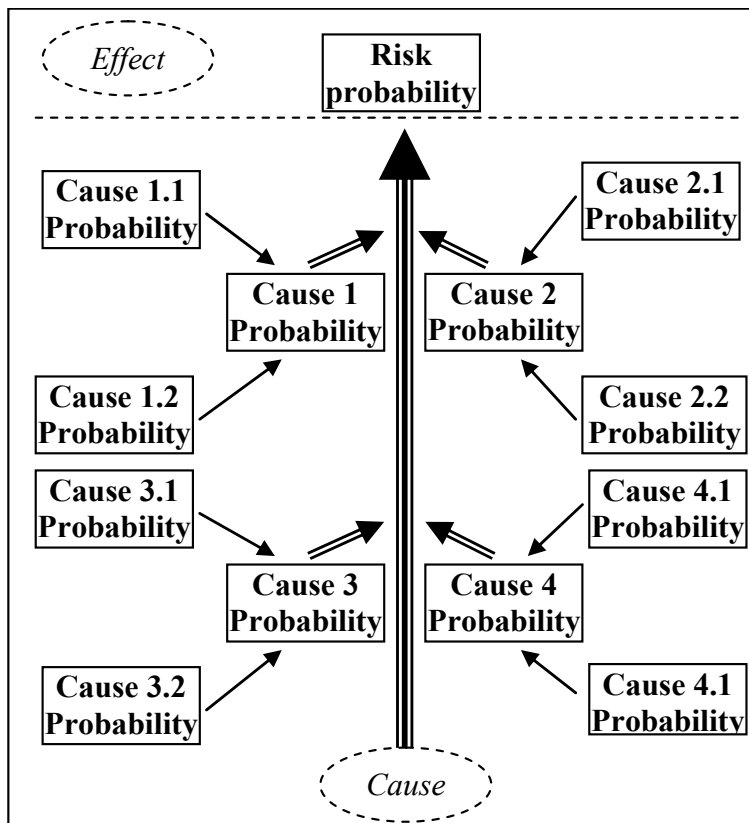 Effect
Risk
probability
Cause 1.1
Probability
Cause 2.1
Probability
Cause 1
Probability
Cause 2
Probability
Cause 1.2
Probability
Cause 2.2
Probability
Cause 3.1
Probability
Cause 4.1
Probability
Cause 3
Probability
Cause 4
Probability
Cause 3.2
Probability
Cause 4.1
Probability
Cause